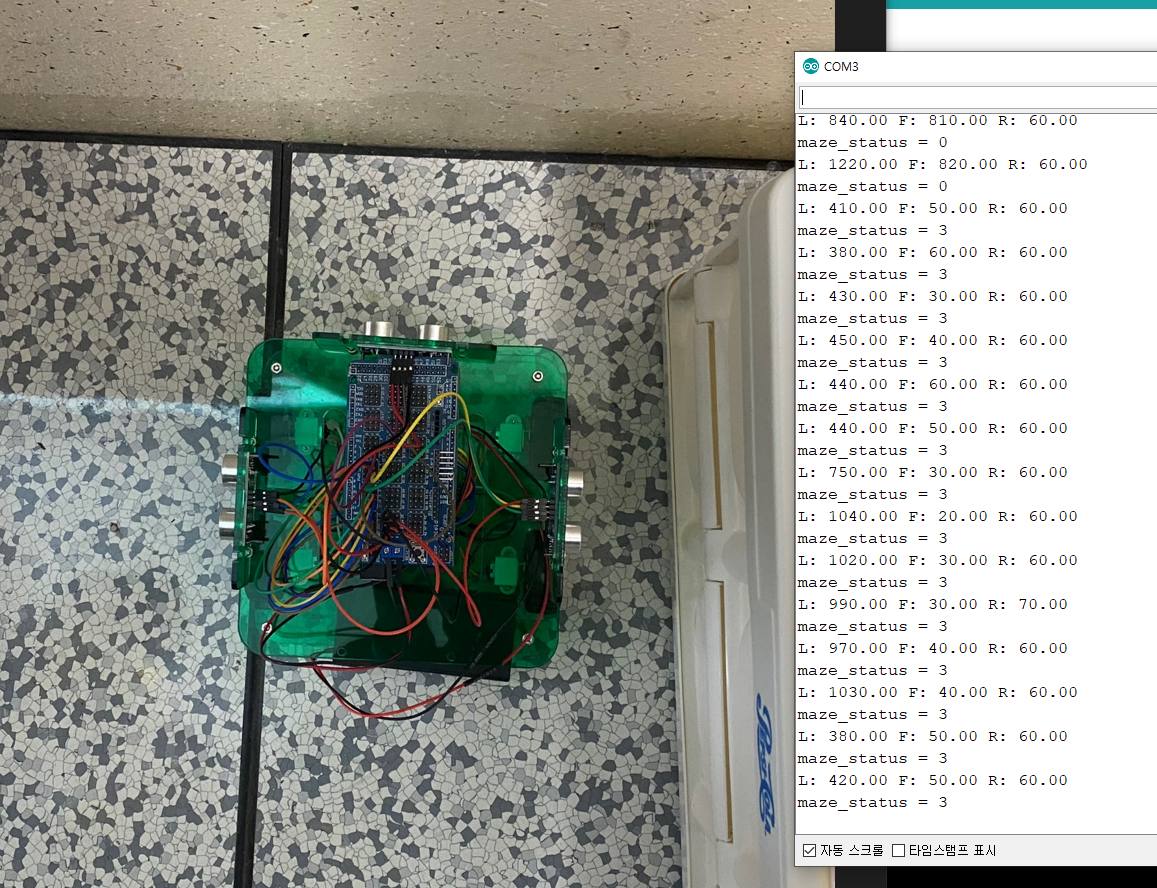 COM3
L: 840.00 F: 810.00 R: 60.00
maze_status = 0
L: 1220.00 F: 820.00 R: 60.00
maze_status = 0
L: 410.00 F: 50.00 R: 60.00
maze_status = 3
L: 380.00 F: 60.00 R: 60.00
maze_status = 3
L: 430.00 F: 30.00 R: 60.00
maze_status = 3
L: 450.00 F: 40.00 R: 60.00
maze_status = 3
L: 440.00 F: 60.00 R: 60.00
maze_status = 3
L: 440.00 F: 50.00 R: 60.00
maze_status = 3
L: 750.00 F: 30.00 R: 60.00
maze_status = 3
L: 1040.00 F: 20.00 R: 60.00
maze_status = 3
L: 1020.00 F: 30.00 R: 60.00
maze_status = 3
L: 990.00 F: 30.00 R: 70.00
maze_status = 3
L: 970.00 F: 40.00 R: 60.00
maze_status = 3
L: 1030.00 F: 40.00 R: 60.00
maze_status = 3
L: 380.00 F: 50.00 R: 60.00
maze_status = 3
L: 420.00 F: 50.00 R: 60.00
maze_status = 3
자동 스크롤 타임스탬프 표시